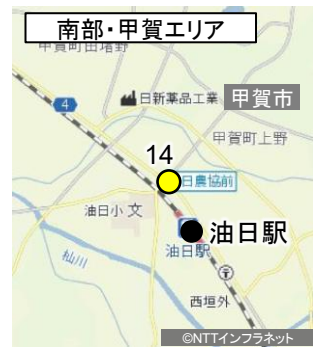 南部・甲賀エリア
甲賀町田堵野
4
日新薬品工業
甲賀市
甲賀町上野
14
日農協前
油日小
文
油日駅
油日駅
杣川
西垣外
©NTTインフラネット